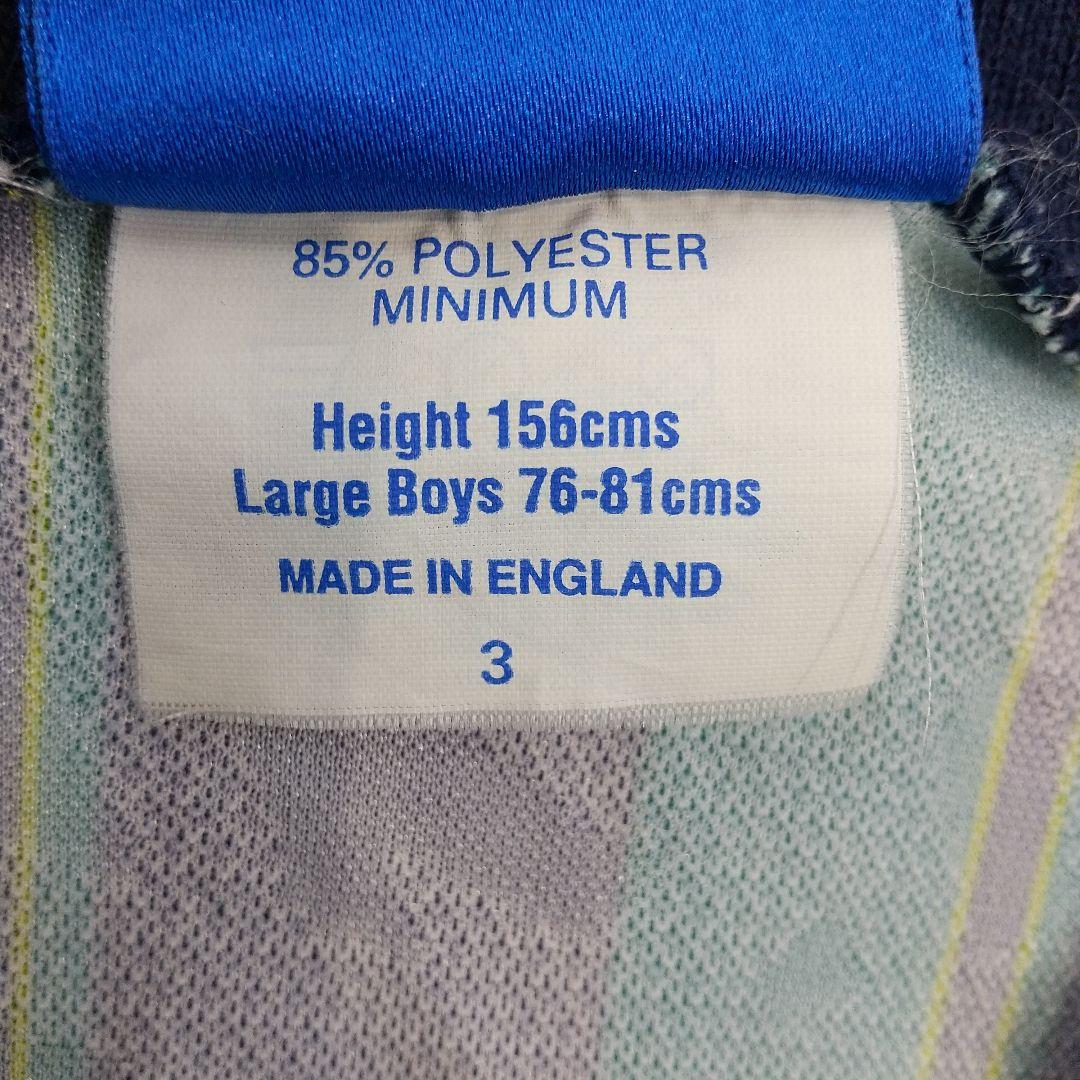 85% POLYESTER
MINIMUM
Height 156cms
Large Boys 76-81cms
MADE IN ENGLAND
3